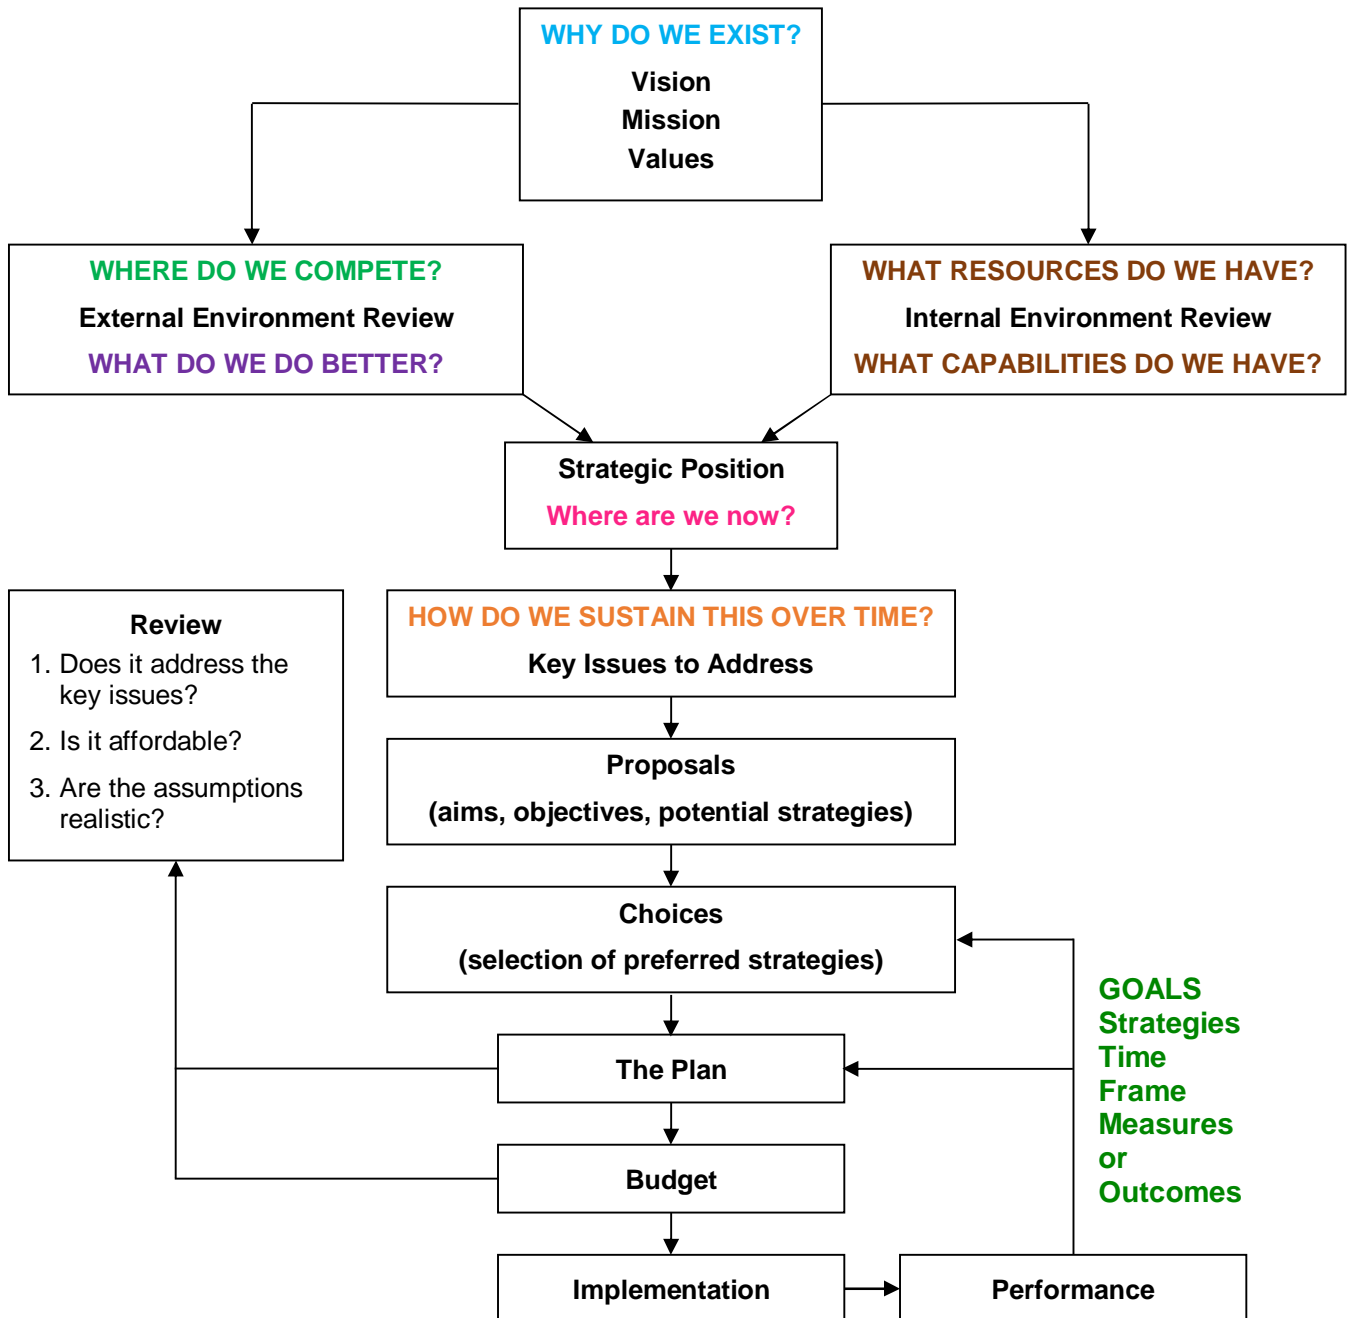 WHY DO WE EXIST?
Vision
Mission
Values
WHERE DO WE COMPETE?
External Environment Review
WHAT DO WE DO BETTER?
WHAT RESOURCES DO WE HAVE?
Internal Environment Review
WHAT CAPABILITIES DO WE HAVE?
Strategic Position
Where are we now?
Review
1. Does it address the
key issues?
2. Is it affordable?
3. Are the assumptions
realistic?
HOW DO WE SUSTAIN THIS OVER TIME?
Key Issues to Address
Proposals
(aims, objectives, potential strategies)
Choices
(selection of preferred strategies)
GOALS
Strategies
Time
Frame
Measures
or
Outcomes
The Plan
Budget
Implementation
Performance